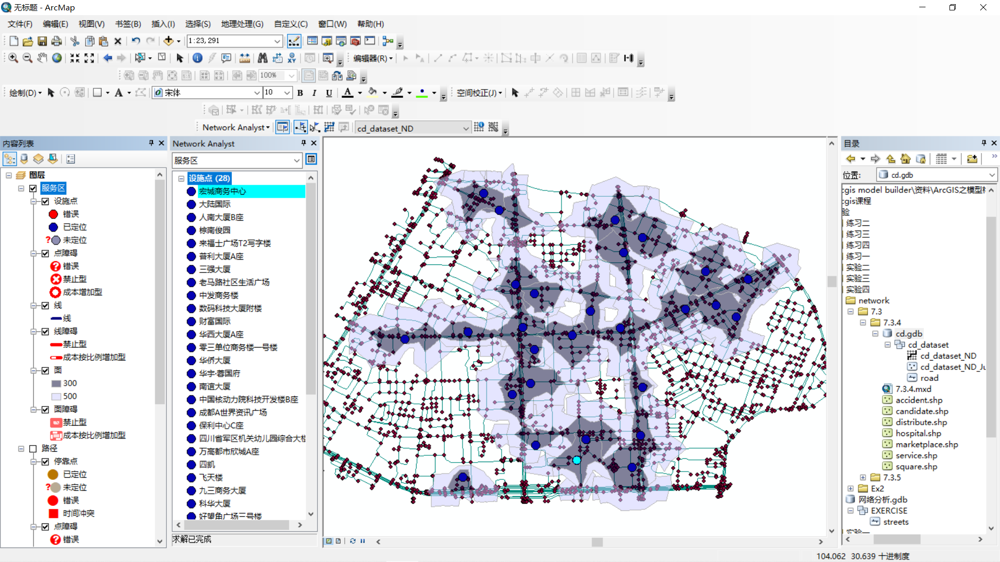 无标题 - ArcMap
文件(F) 编辑(E) 视图(V) 书签(B) 插入(I) 选择(S) 地理处理(G) 自定义(C) 窗口(W) 帮助(H)
1:23,291
编辑器(R)
100%
绘制(D) 宋体 10 B I U A 空间校正(J)
Network Analyst cd_dataset_ND
内容列表
图层
服务区
设施点
错误
已定位
未定位
点障碍
错误
禁止型
成本增加型
线
线
线障碍
禁止型
成本按比例增加型
面
300
500
面障碍
禁止型
成本按比例增加型
路径
停靠点
已定位
未定位
错误
时间冲突
点障碍
错误
Network Analyst
服务区
设施点 (28)
宏城商务中心
大陆国际
人南大厦B座
棕南俊园
来福士广场T2写字楼
普利大厦A座
三强大厦
老马路社区生活广场
中发商务楼
数码科技大厦附楼
财富国际
华西大厦A座
零三单位商务楼一号楼
华侨大厦
华宇·蓉国府
南谊大厦
中国核动力院科技开发楼B座
成都A世界资讯广场
保利中心C座
四川省军区机关幼儿园综合大楼
万高都市欣城A座
四凯
飞天楼
九三商务大厦
科华大厦
好望角广场三号楼
求解已完成
目录
位置: cd.gdb
cgis model builder\资料\ArcGIS之模型
cgis课程
验
练习二
练习三
练习四
练习一
实验二
实验三
实验四
network
7.3
7.3.4
cd.gdb
cd_dataset
cd_dataset_ND
cd_dataset_ND_Ju
road
7.3.4.mxd
accident.shp
candidate.shp
distribute.shp
hospital.shp
marketplace.shp
service.shp
square.shp
7.3.5
Ex2
网络分析.gdb
EXERCISE
streets
实验一
104.062 30.639 十进制度